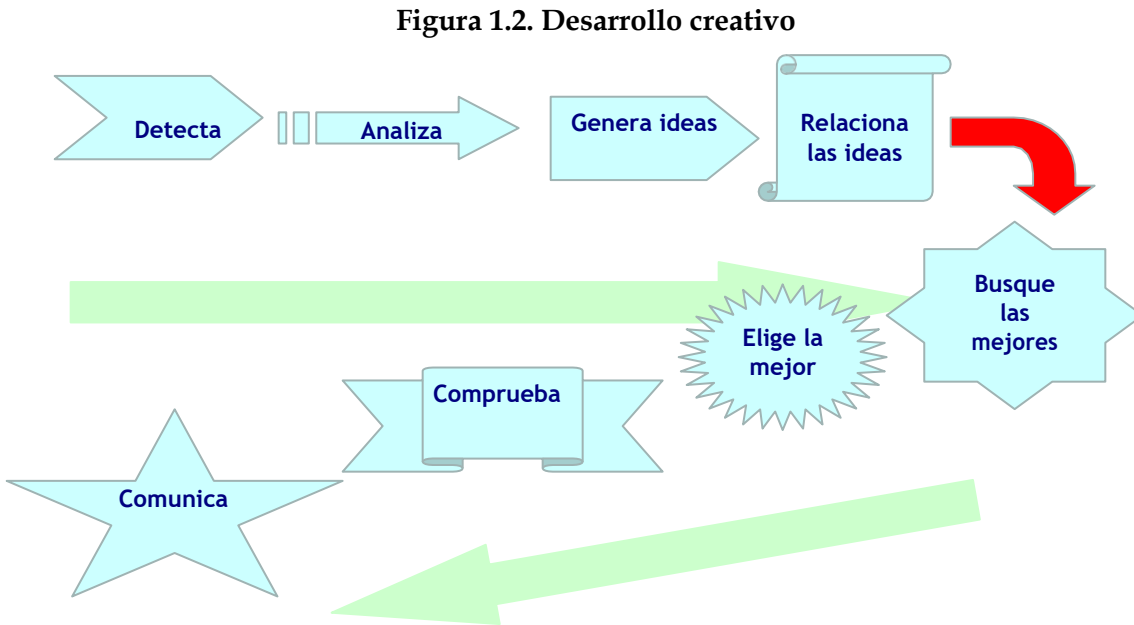 Figura 1.2. Desarrollo creativo
Detecta
Analiza
Genera ideas
Relaciona
las ideas
Busque
las
mejores
Elige la
mejor
Comprueba
Comunica